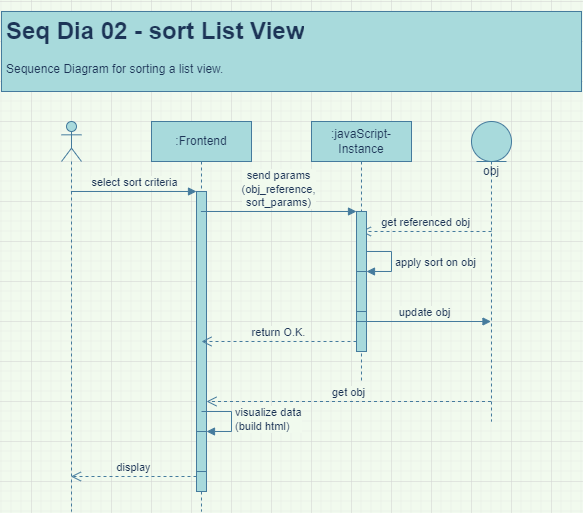 Seq Dia 02 - sort List View
Sequence Diagram for sorting a list view.
:Frontend
:javaScript-
Instance
obj
select sort criteria
send params
(obj_reference,
sort_params)
get referenced obj
apply sort on obj
update obj
return O.K.
get obj
visualize data
(build html)
display